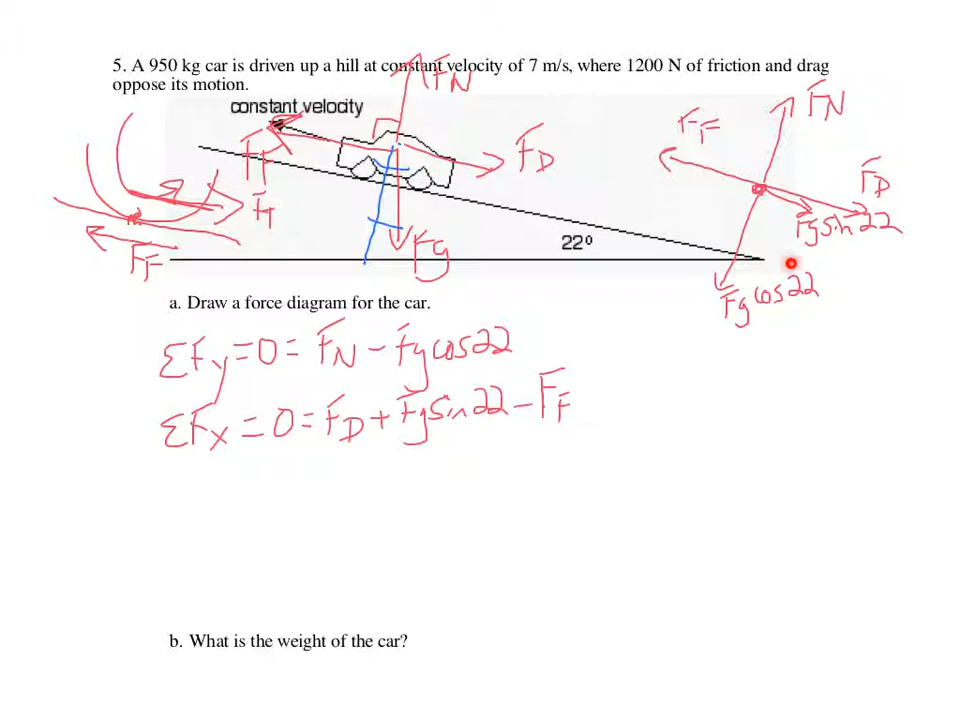 5. A 950 kg car is driven up a hill at constant velocity of 7 m/s, where 1200 N of friction and drag
oppose its motion.
FN
constant velocity
FN
FF
FF
FD
FD
FT
Fg sin 22
22º
Fg
FF
Fg cos 22
a. Draw a force diagram for the car.
ΣFy = 0 = FN - Fg cos 22
ΣFx = 0 = FD + Fg sin 22 - FF
b. What is the weight of the car?